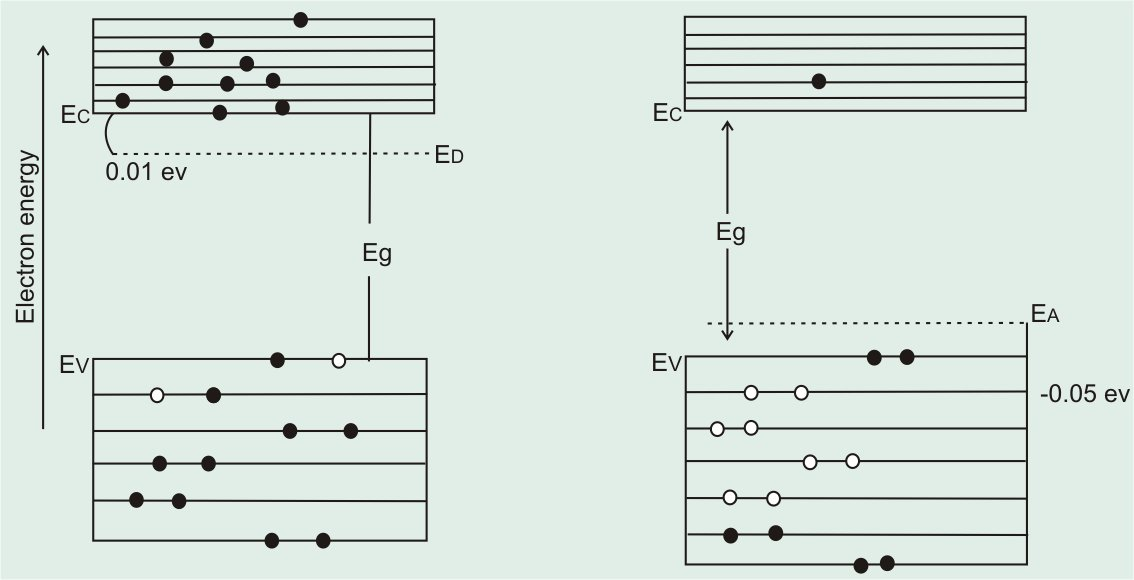 Electron energy
EC
0.01 ev
ED
Eg
EV
EC
Eg
EA
EV
-0.05 ev